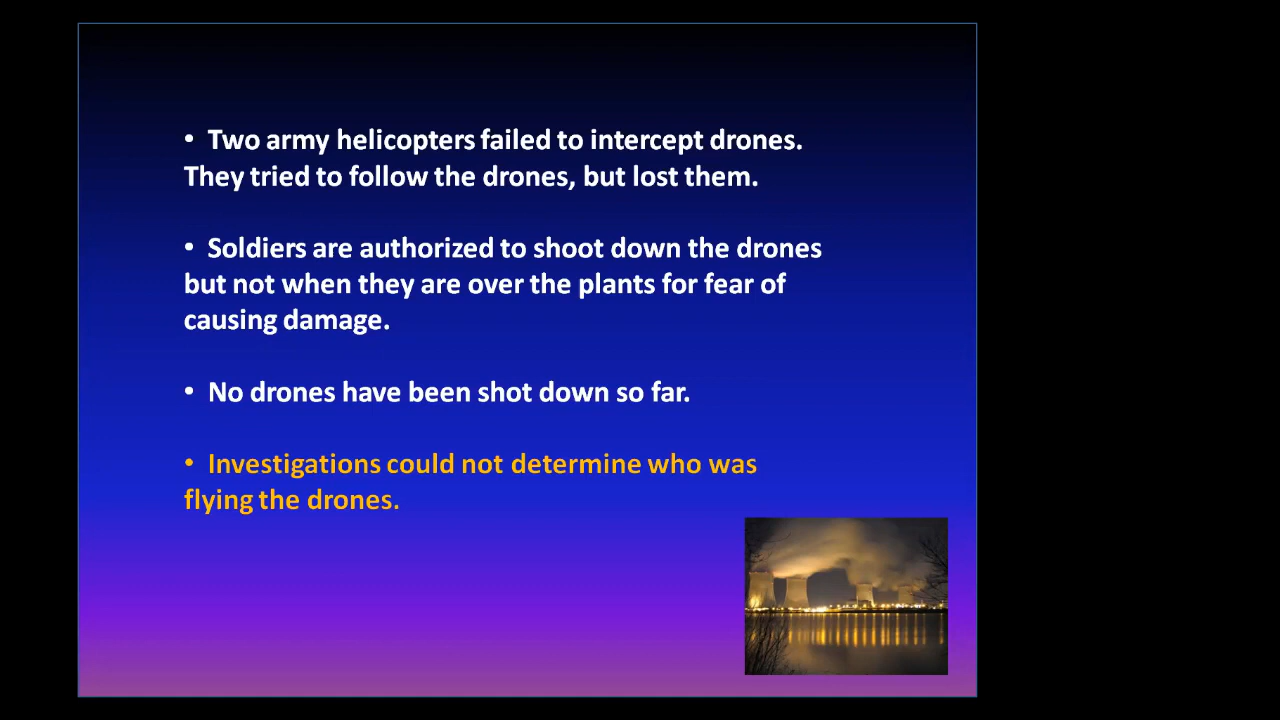 • Two army helicopters failed to intercept drones.
They tried to follow the drones, but lost them.
• Soldiers are authorized to shoot down the drones
but not when they are over the plants for fear of
causing damage.
• No drones have been shot down so far.
• Investigations could not determine who was
flying the drones.